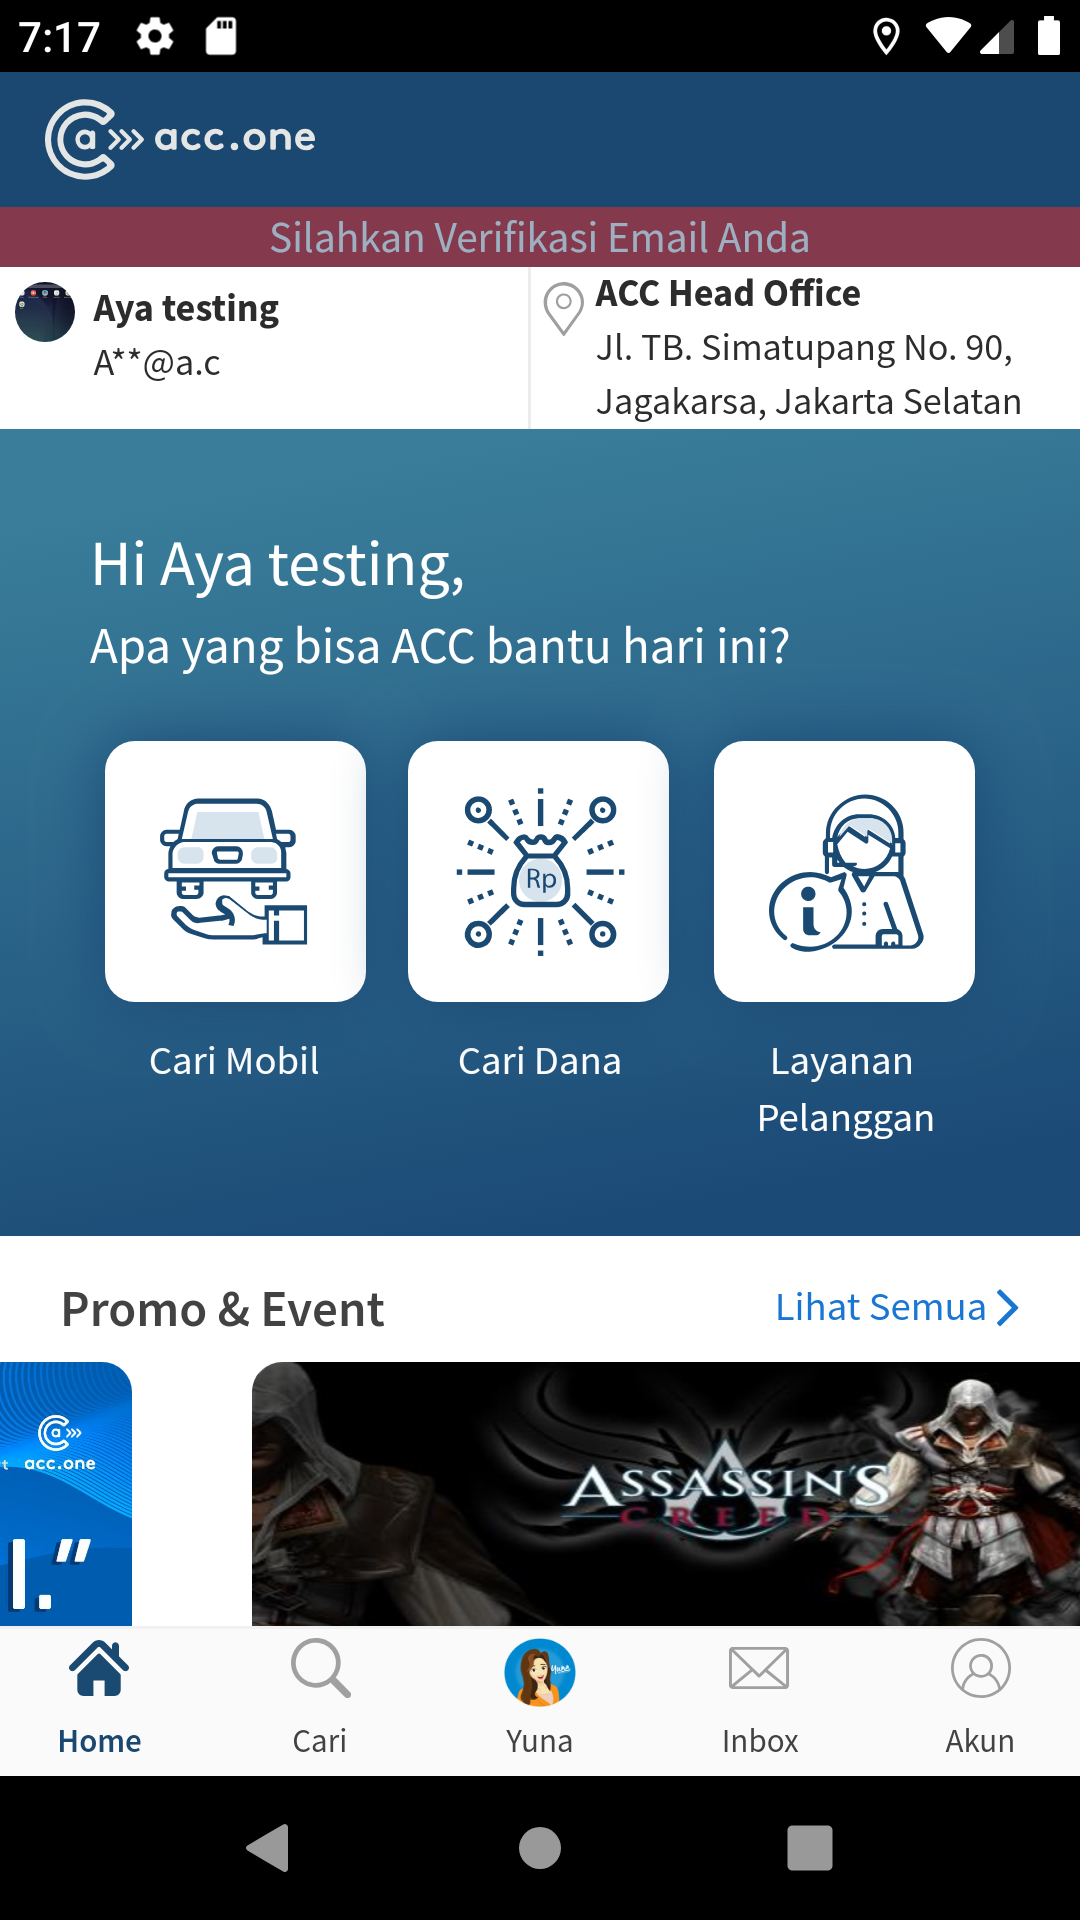 7:17
a acc.one
Silahkan Verifikasi Email Anda
Aya testing
A**@a.c
ACC Head Office
Jl. TB. Simatupang No. 90,
Jagakarsa, Jakarta Selatan
Hi Aya testing,
Apa yang bisa ACC bantu hari ini?
Rp
i
Cari Mobil
Cari Dana
Layanan
Pelanggan
Promo & Event
Lihat Semua
a
t acc.one
l.”
ASSASSIN'S
CREED
Yuna
Home
Cari
Yuna
Inbox
Akun